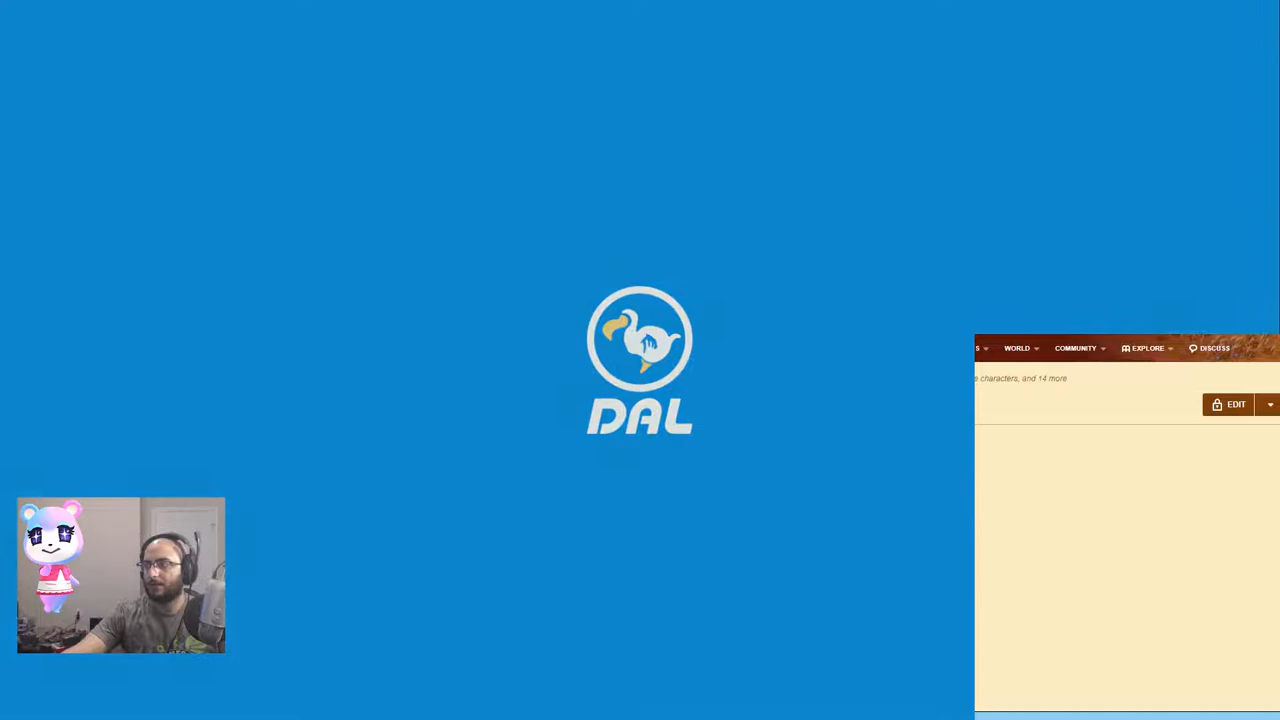 DAL
S WORLD COMMUNITY EXPLORE DISCUSS
e characters, and 14 more
EDIT